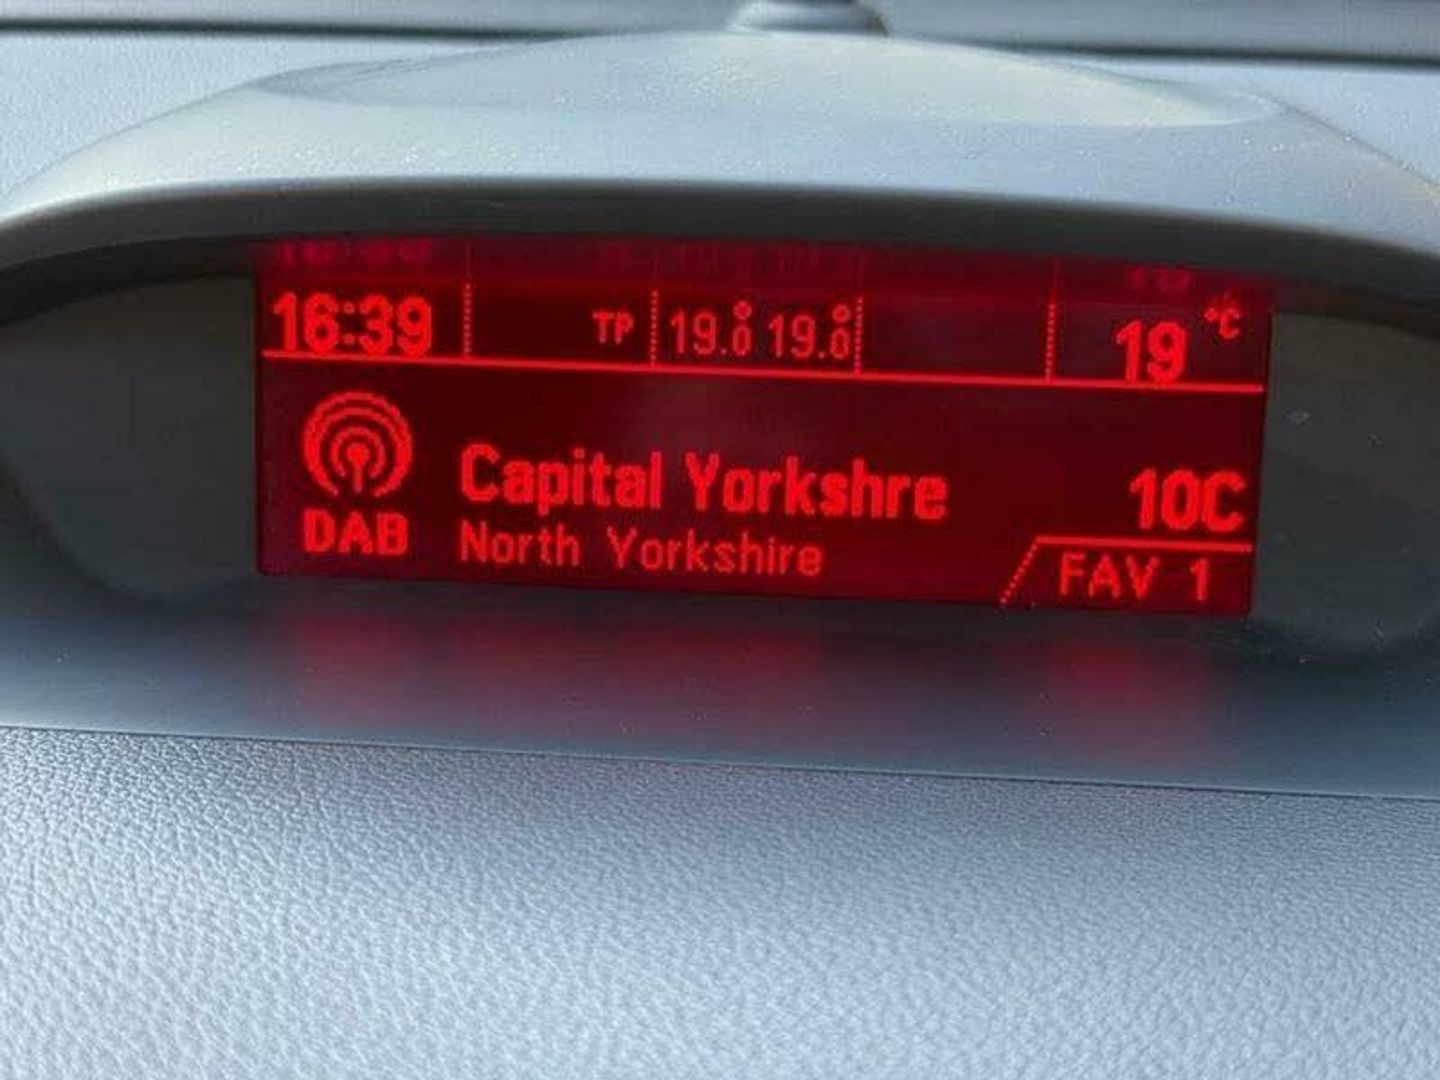 16:39 TP 19.0° 19.0° 19 °C
Capital Yorkshre 10C
DAB North Yorkshire FAV 1